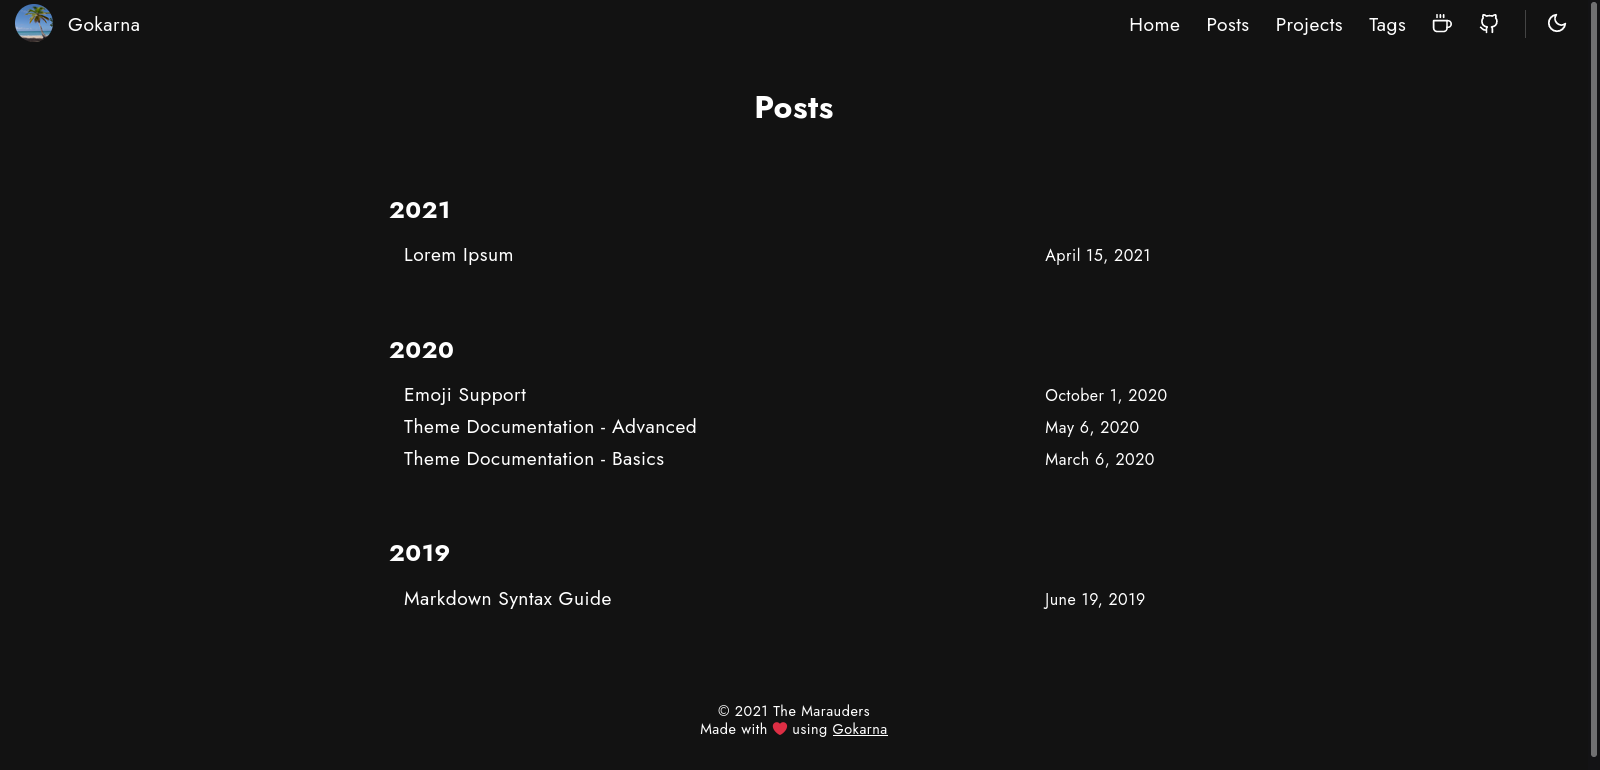 Gokarna
Home Posts Projects Tags
Posts
2021
Lorem Ipsum April 15, 2021
2020
Emoji Support October 1, 2020
Theme Documentation - Advanced May 6, 2020
Theme Documentation - Basics March 6, 2020
2019
Markdown Syntax Guide June 19, 2019
© 2021 The Marauders
Made with ❤️ using Gokarna